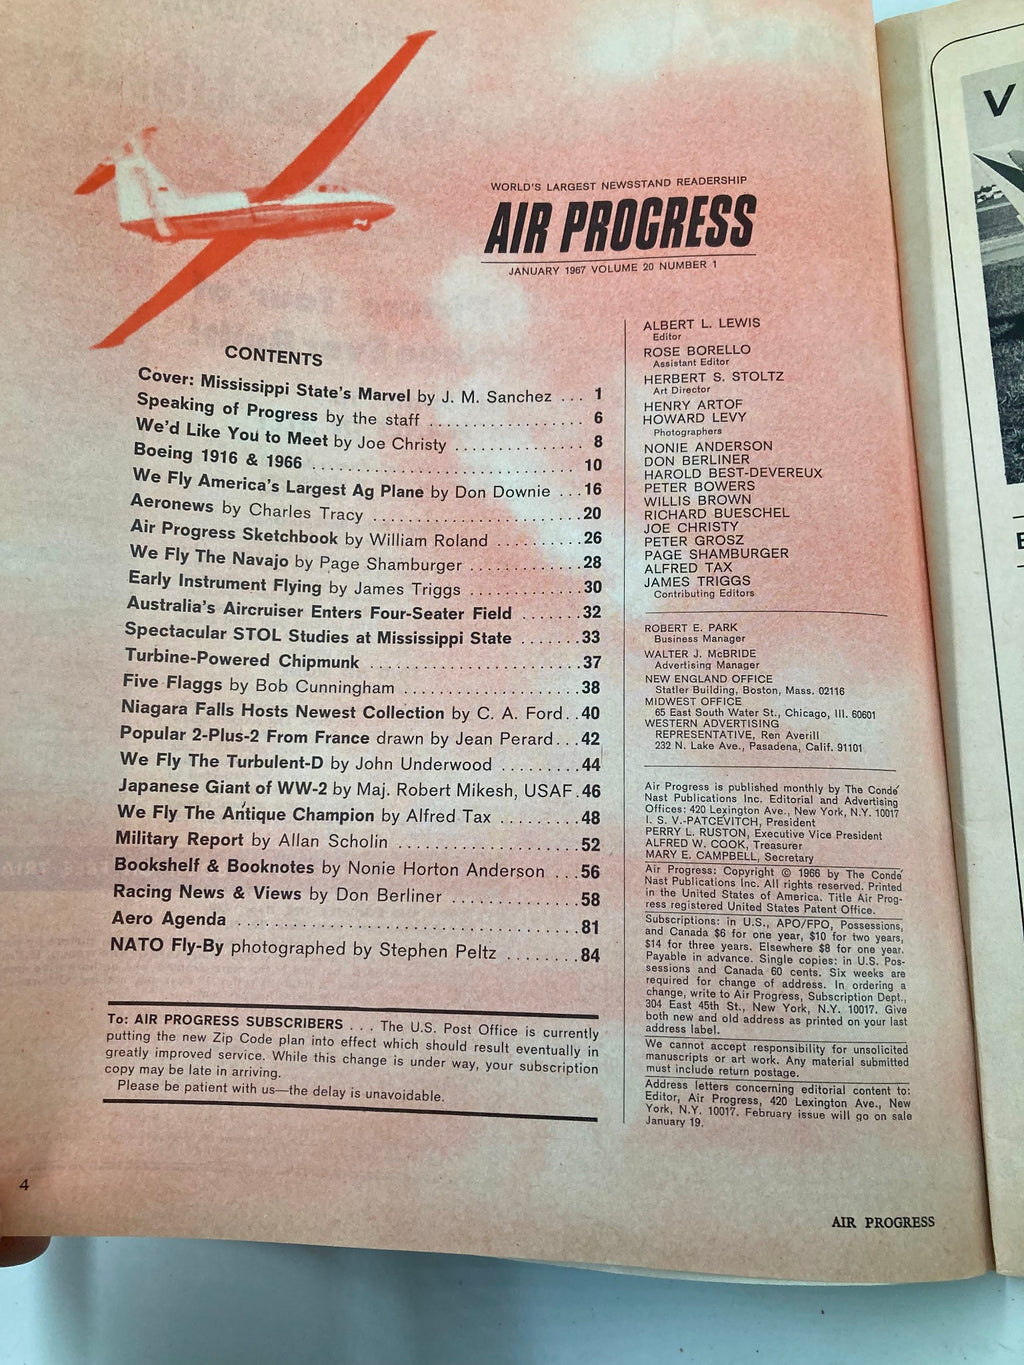 WORLD'S LARGEST NEWSSTAND READERSHIP
AIR PROGRESS
JANUARY 1967 VOLUME 20 NUMBER 1
CONTENTS
Cover: Mississippi State's Marvel by J. M. Sanchez ... 1
Speaking of Progress by the staff .................... 6
We'd Like You to Meet by Joe Christy ................. 8
Boeing 1916 & 1966 .................................. 10
We Fly America's Largest Ag Plane by Don Downie ... 16
Aeronews by Charles Tracy .......................... 20
Air Progress Sketchbook by William Roland .......... 26
We Fly The Navajo by Page Shamburger ............... 28
Early Instrument Flying by James Triggs ............ 30
Australia's Aircruiser Enters Four-Seater Field ....... 32
Spectacular STOL Studies at Mississippi State ....... 33
Turbine-Powered Chipmunk ........................... 37
Five Flaggs by Bob Cunningham ...................... 38
Niagara Falls Hosts Newest Collection by C. A. Ford.. 40
Popular 2-Plus-2 From France drawn by Jean Perard... 42
We Fly The Turbulent-D by John Underwood ......... 44
Japanese Giant of WW-2 by Maj. Robert Mikesh, USAF. 46
We Fly The Antique Champion by Alfred Tax ......... 48
Military Report by Allan Scholin .................... 52
Bookshelf & Booknotes by Nonie Horton Anderson ... 56
Racing News & Views by Don Berliner .............. 58
Aero Agenda ........................................ 81
NATO Fly-By photographed by Stephen Peltz ........ 84
To: AIR PROGRESS SUBSCRIBERS . . . The U.S. Post Office is currently
putting the new Zip Code plan into effect which should result eventually in
greatly improved service. While this change is under way, your subscription
copy may be late in arriving.
Please be patient with us—the delay is unavoidable.
ALBERT L. LEWIS
Editor
ROSE BORELLO
Assistant Editor
HERBERT S. STOLTZ
Art Director
HENRY ARTOF
HOWARD LEVY
Photographers
NONIE ANDERSON
DON BERLINER
HAROLD BEST-DEVEREUX
PETER BOWERS
WILLIS BROWN
RICHARD BUESCHEL
JOE CHRISTY
PETER GROSZ
PAGE SHAMBURGER
ALFRED TAX
JAMES TRIGGS
Contributing Editors
ROBERT E. PARK
Business Manager
WALTER J. McBRIDE
Advertising Manager
NEW ENGLAND OFFICE
Statler Building, Boston, Mass. 02116
MIDWEST OFFICE
65 East South Water St., Chicago, Ill. 60601
WESTERN ADVERTISING
REPRESENTATIVE, Ren Averill
232 N. Lake Ave., Pasadena, Calif. 91101
Air Progress is published monthly by The Condé
Nast Publications Inc. Editorial and Advertising
Offices: 420 Lexington Ave., New York, N.Y. 10017
I. S. V.-PATCEVITCH, President
PERRY L. RUSTON, Executive Vice President
ALFRED W. COOK, Treasurer
MARY E. CAMPBELL, Secretary
Air Progress: Copyright © 1966 by The Condé
Nast Publications Inc. All rights reserved. Printed
in the United States of America. Title Air Prog-
ress registered United States Patent Office.
Subscriptions: in U.S., APO/FPO, Possessions,
and Canada $6 for one year, $10 for two years,
$14 for three years. Elsewhere $8 for one year.
Payable in advance. Single copies: in U.S. Pos-
sessions and Canada 60 cents. Six weeks are
required for change of address. In ordering a
change, write to Air Progress, Subscription Dept.,
304 East 45th St., New York, N.Y. 10017. Give
both new and old address as printed on your last
address label.
We cannot accept responsibility for unsolicited
manuscripts or art work. Any material submitted
must include return postage.
Address letters concerning editorial content to:
Editor, Air Progress, 420 Lexington Ave., New
York, N.Y. 10017. February issue will go on sale
January 19.
4
AIR PROGRESS
V